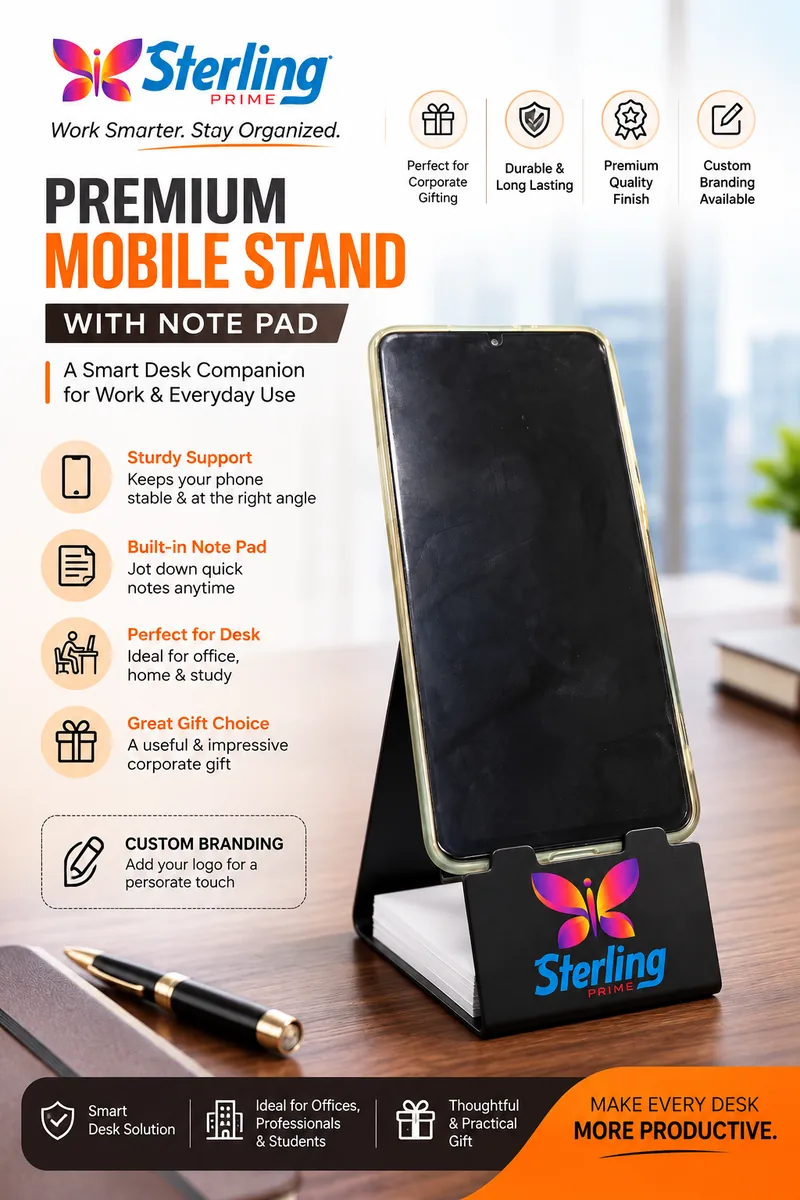 Sterling
PRIME
Work Smarter. Stay Organized.
Perfect for
Corporate
Gifting
Durable &
Long Lasting
Premium
Quality
Finish
Custom
Branding
Available
PREMIUM
MOBILE STAND
WITH NOTE PAD
A Smart Desk Companion
for Work & Everyday Use
Sturdy Support
Keeps your phone
stable & at the right angle
Built-in Note Pad
Jot down quick
notes anytime
Perfect for Desk
Ideal for office,
home & study
Great Gift Choice
A useful & impressive
corporate gift
CUSTOM BRANDING
Add your logo for a
persorate touch
Sterling
PRIME
Smart
Desk Solution
Ideal for Offices,
Professionals
& Students
Thoughtful
& Practical
Gift
MAKE EVERY DESK
MORE PRODUCTIVE.